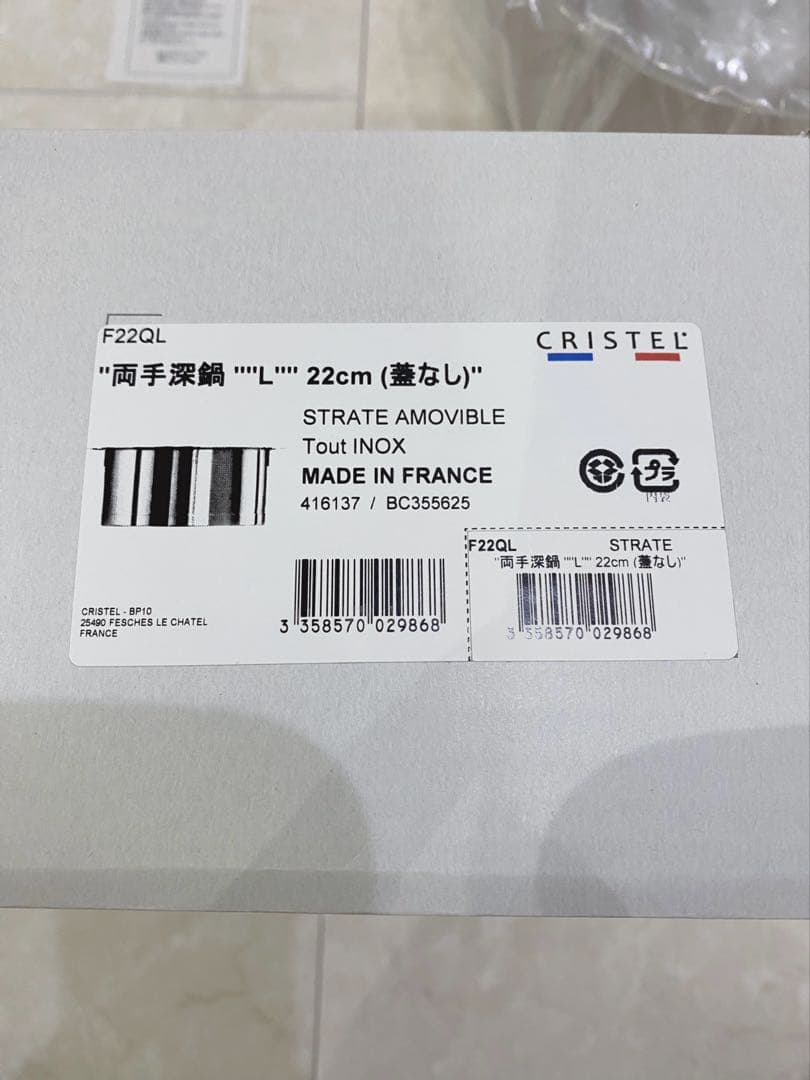 F22QL
CRISTEL
"両手深鍋 ""L"" 22cm (蓋なし)"
STRATE AMOVIBLE
Tout INOX
MADE IN FRANCE
416137 / BC355625
プラ
CRISTEL - BP10
25490 FESCHES LE CHATEL
FRANCE
3 358570 029868
F22QL STRATE
"両手深鍋 ""L"" 22cm (蓋なし)"
3 358570 029868